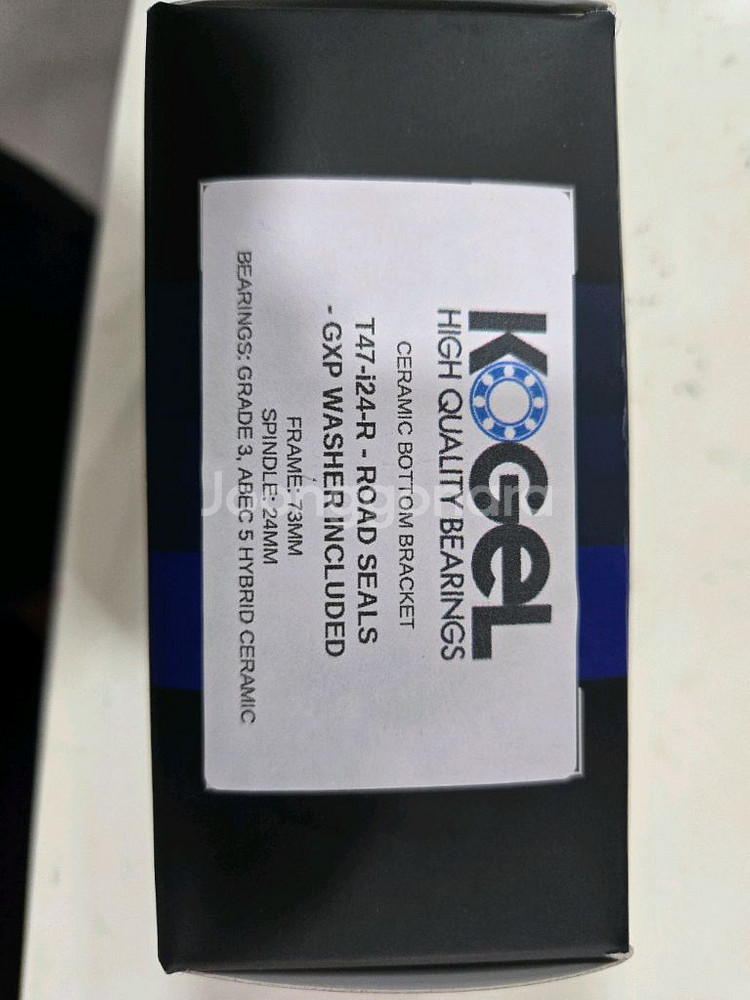 KOGEL
HIGH QUALITY BEARINGS
CERAMIC BOTTOM BRACKET
T47-i24-R - ROAD SEALS
- GXP WASHER INCLUDED
FRAME: 73MM
SPINDLE: 24MM
BEARINGS: GRADE 3, ABEC 5 HYBRID CERAMIC
Joonggonara